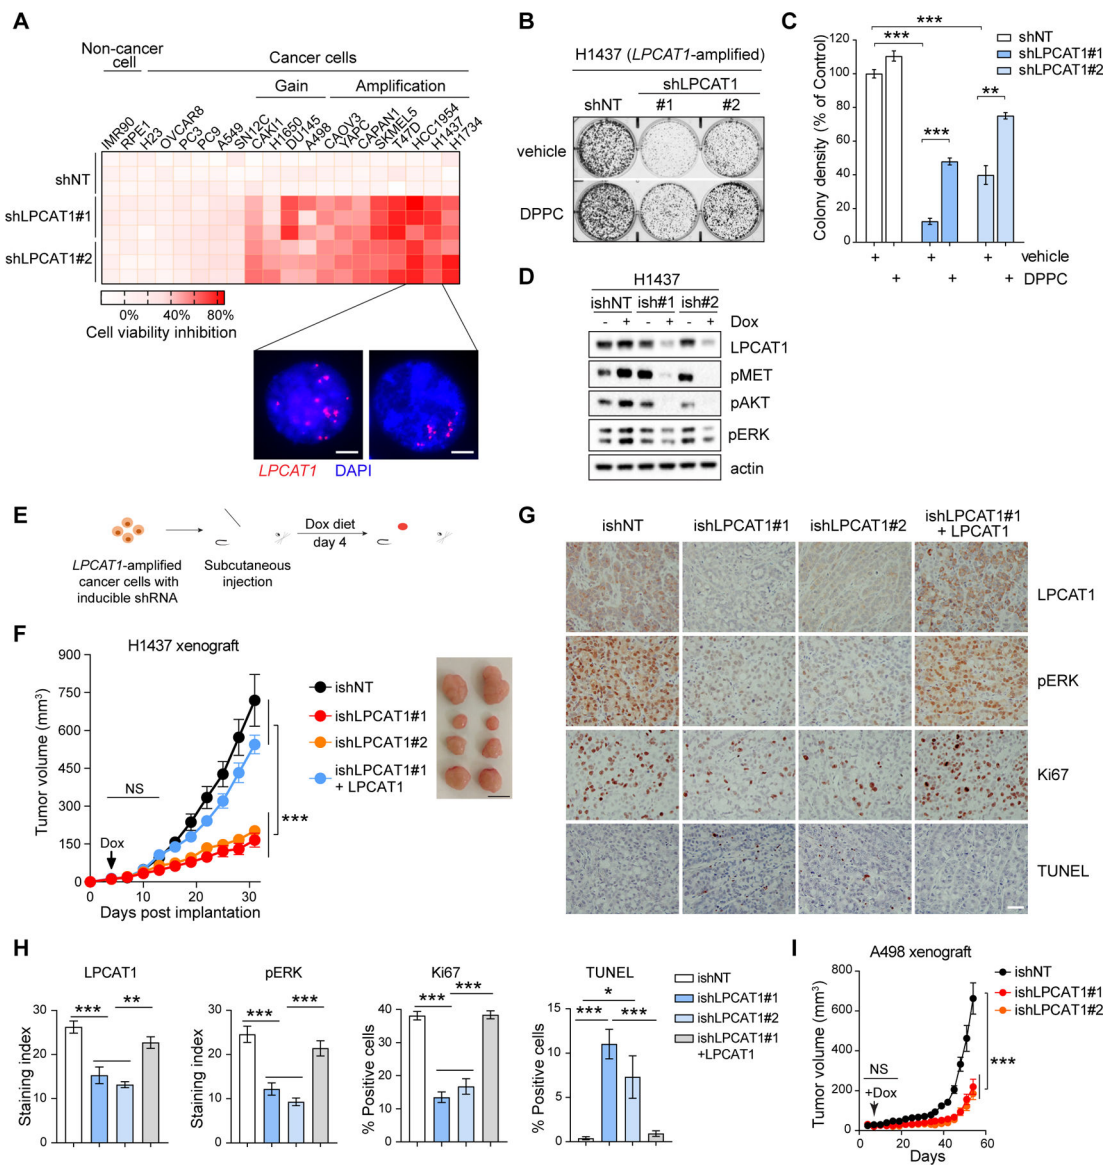 A
Non-cancer
cell
Cancer cells
Gain
Amplification
IMR90
RPE1
H23
OVCAR8
PC3
PC9
A549
SN12C
CAKI1
H1650
DU145
A498
CAOV3
YAPC
CAPAN1
SKMEL5
T47D
HCC1954
H1437
H1734
shNT
shLPCAT1#1
shLPCAT1#2
0% 40% 80%
Cell viability inhibition
LPCAT1 DAPI
B
H1437 (LPCAT1-amplified)
shLPCAT1
shNT #1 #2
vehicle
DPPC
C
Colony density (% of Control)
120
100
80
60
40
20
0
***
***
***
**
shNT
shLPCAT1#1
shLPCAT1#2
+ + + vehicle
+ + + DPPC
D
H1437
ishNT ish#1 ish#2
- + - + - + Dox
LPCAT1
pMET
pAKT
pERK
actin
E
LPCAT1-amplified
cancer cells with
inducible shRNA
Subcutaneous
injection
Dox diet
day 4
F
H1437 xenograft
Tumor volume (mm³)
900
750
600
450
300
150
0
NS
Dox
***
0 10 20 30
Days post implantation
ishNT
ishLPCAT1#1
ishLPCAT1#2
ishLPCAT1#1
+ LPCAT1
G
ishNT ishLPCAT1#1 ishLPCAT1#2 ishLPCAT1#1
+ LPCAT1
LPCAT1
pERK
Ki67
TUNEL
H
LPCAT1
Staining index
30
20
10
0
*** **
pERK
Staining index
30
20
10
0
*** ***
Ki67
% Positive cells
50
40
30
20
10
0
*** ***
TUNEL
% Positive cells
15
10
5
0
*
*** ***
ishNT
ishLPCAT1#1
ishLPCAT1#2
ishLPCAT1#1
+LPCAT1
I
A498 xenograft
Tumor volume (mm³)
800
600
400
200
0
NS
+Dox
***
0 20 40 60
Days
ishNT
ishLPCAT1#1
ishLPCAT1#2